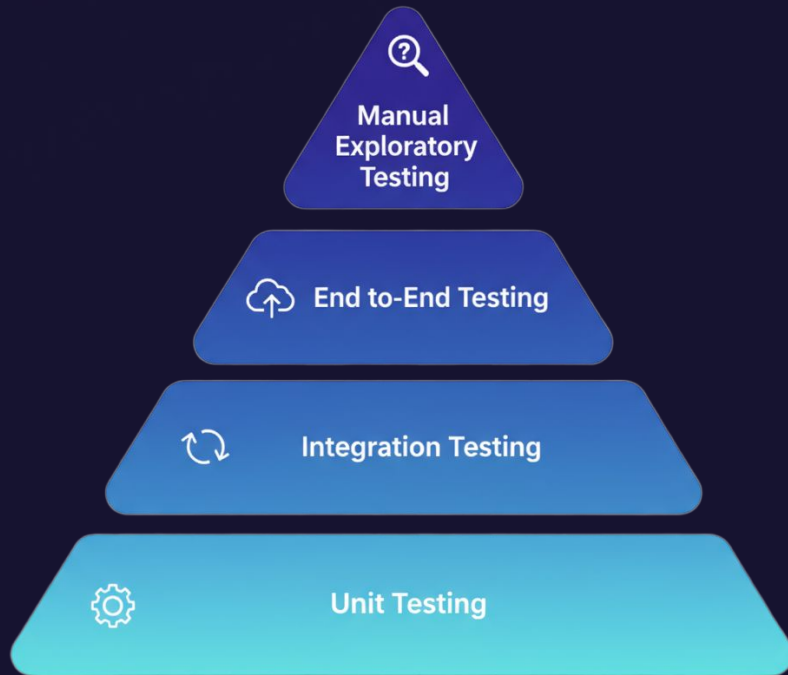 ?
Manual
Exploratory
Testing
End to-End Testing
Integration Testing
Unit Testing